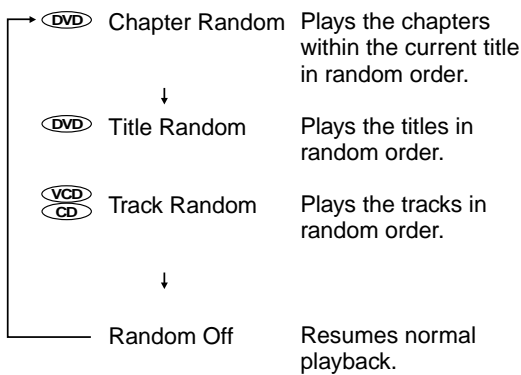 DVD Chapter Random Plays the chapters
within the current title
in random order.
DVD Title Random Plays the titles in
random order.
VCD
CD
Track Random Plays the tracks in
random order.
Random Off Resumes normal
playback.